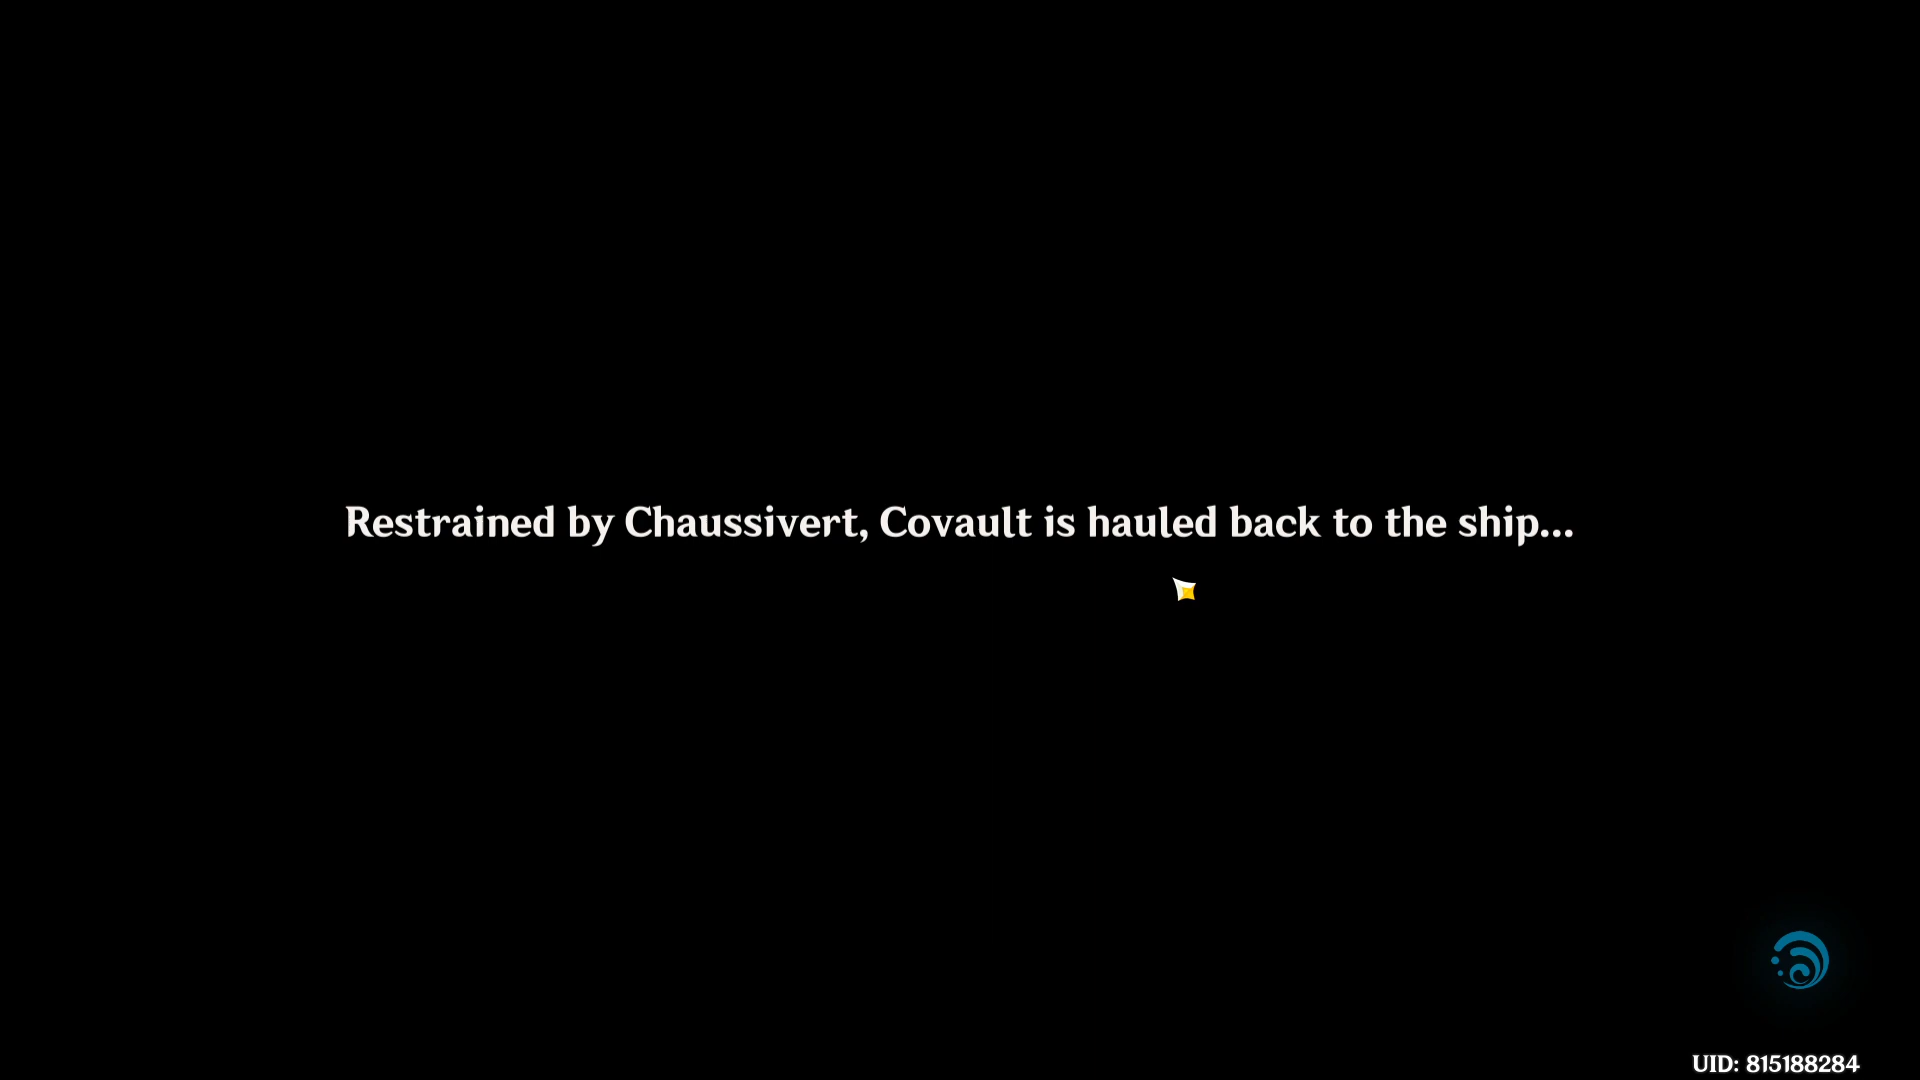 Restrained by Chaussivert, Covault is hauled back to the ship...
UID: 815188284